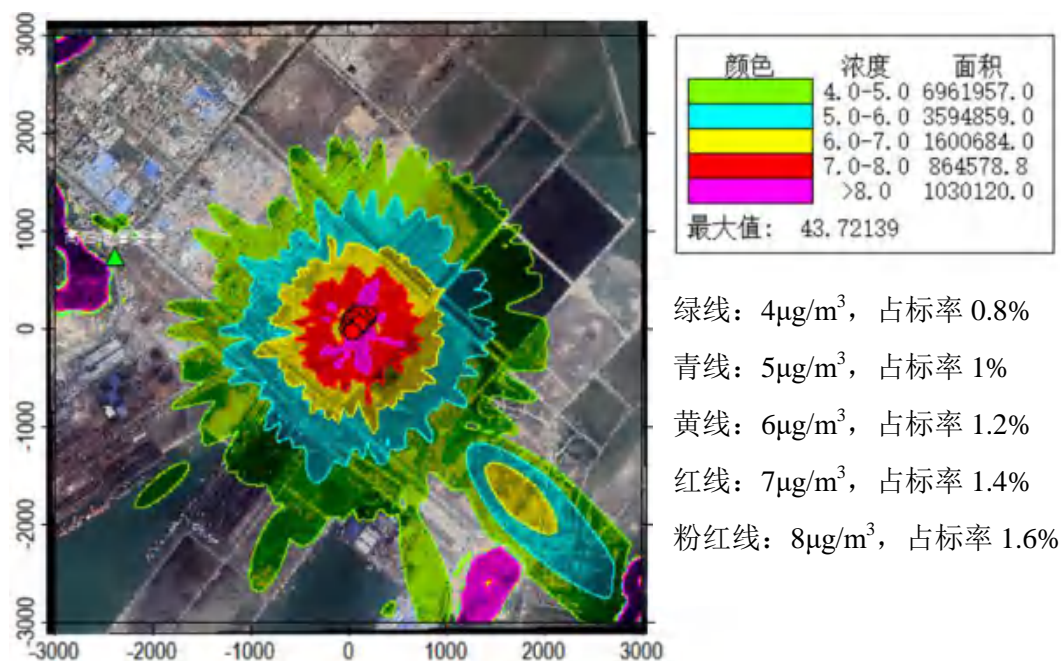 3000
2000
1000
0
-1000
-2000
-3000
-3000 -2000 -1000 0 1000 2000 3000
颜色 浓度 面积
4.0-5.0 6961957.0
5.0-6.0 3594859.0
6.0-7.0 1600684.0
7.0-8.0 864578.8
>8.0 1030120.0
最大值: 43.72139
绿线：4μg/m³，占标率 0.8%
青线：5μg/m³，占标率 1%
黄线：6μg/m³，占标率 1.2%
红线：7μg/m³，占标率 1.4%
粉红线：8μg/m³，占标率 1.6%